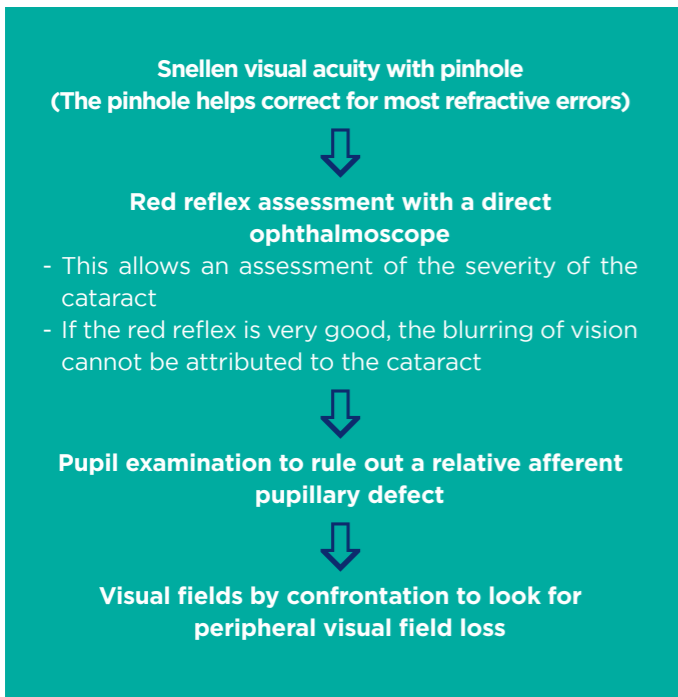 Snellen visual acuity with pinhole
(The pinhole helps correct for most refractive errors)
Red reflex assessment with a direct
ophthalmoscope
- This allows an assessment of the severity of the
cataract
- If the red reflex is very good, the blurring of vision
cannot be attributed to the cataract
Pupil examination to rule out a relative afferent
pupillary defect
Visual fields by confrontation to look for
peripheral visual field loss